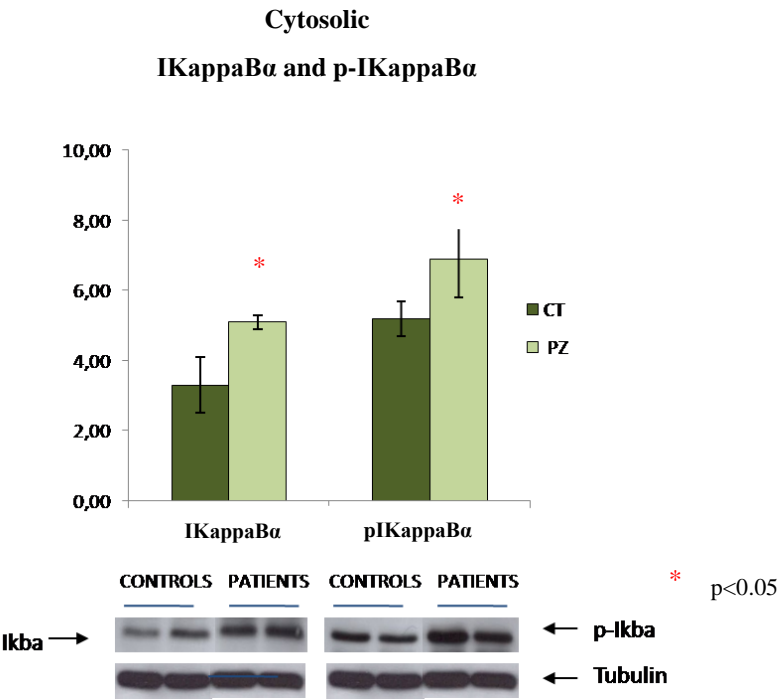 Cytosolic
IKappaBα and p-IKappaBα
10,00
8,00
6,00
4,00
2,00
0,00
*
*
CT
PZ
IKappaBα pIKappaBα
CONTROLS PATIENTS CONTROLS PATIENTS
* p<0.05
Ikba
p-Ikba
Tubulin